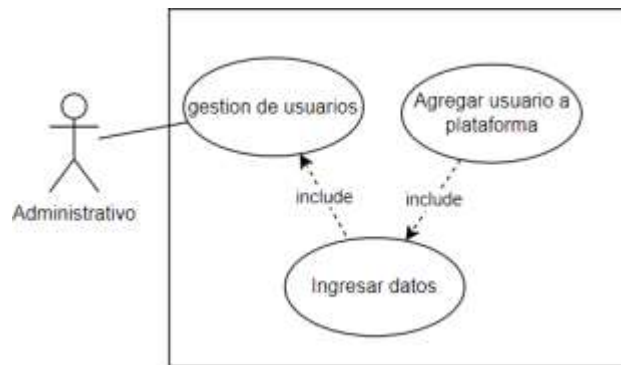 gestion de usuarios
Agregar usuario a
plataforma
include
include
Administrativo
Ingresar datos